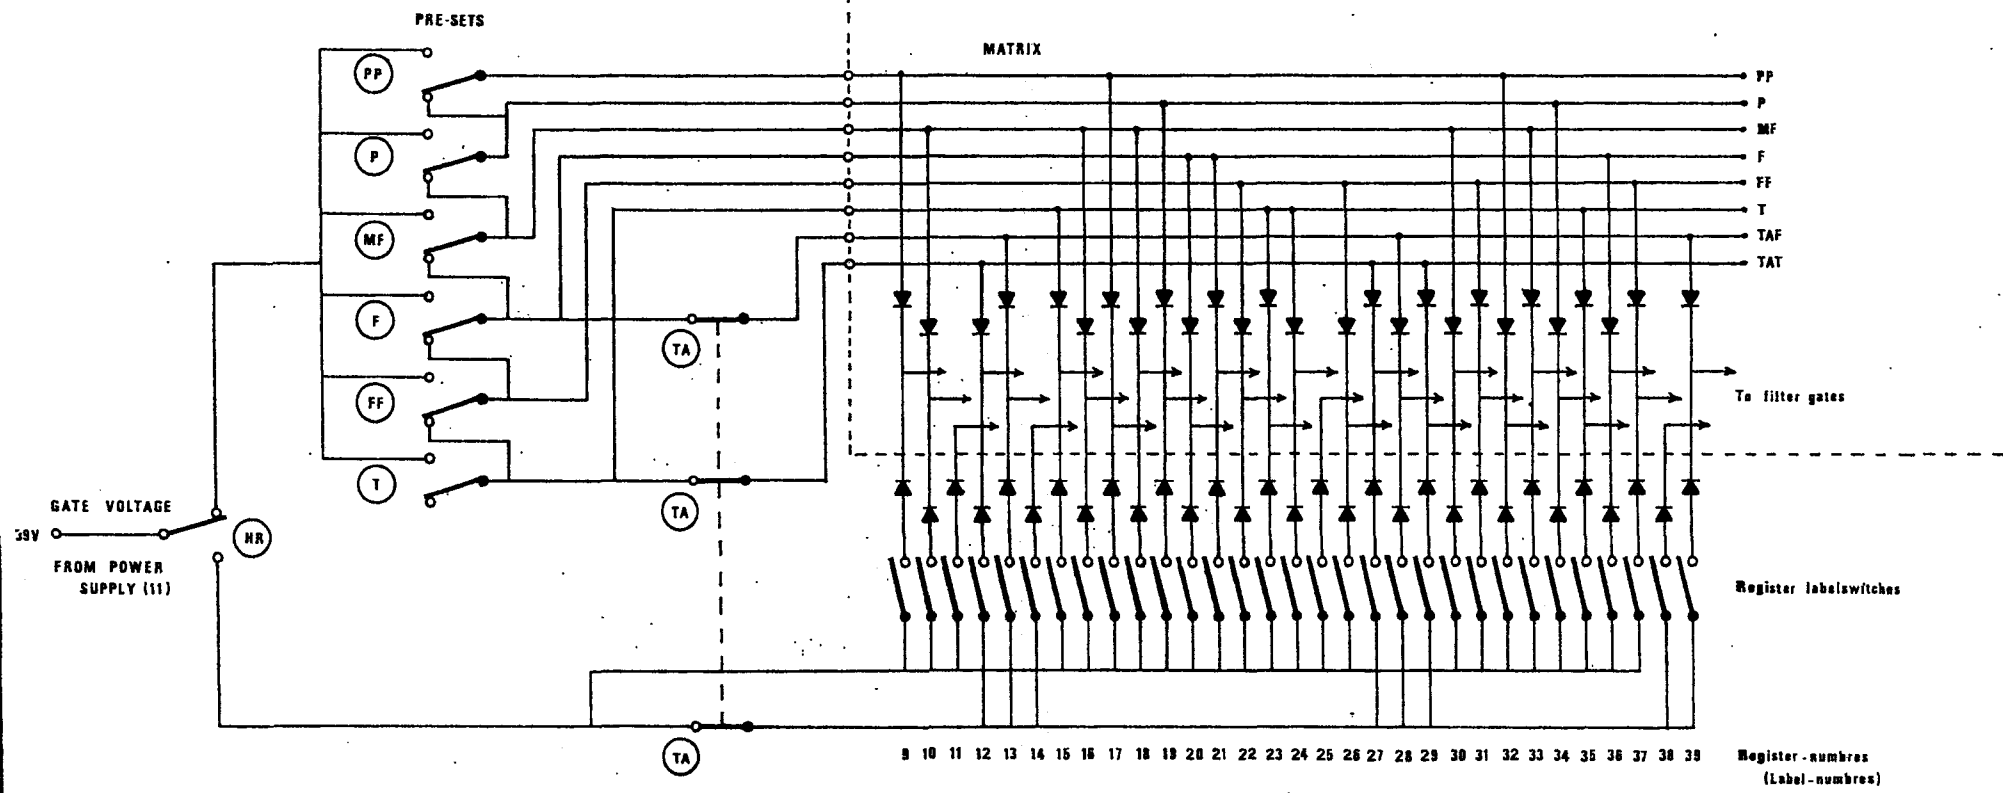 PRE-SETS
MATRIX
PP
P
MF
F
FF
T
PP
P
MF
F
FF
T
TAF
TAT
TA
TA
TA
To filter gates
GATE VOLTAGE
39V
HR
FROM POWER
SUPPLY (11)
Register labelswitches
9 10 11 12 13 14 15 16 17 18 19 20 21 22 23 24 25 26 27 28 29 30 31 32 33 34 35 36 37 38 39
Register-numbres
(Label-numbres)